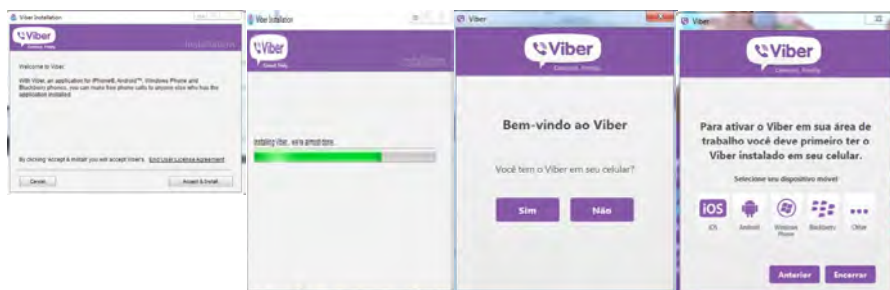 Viber Installation
Viber
Connect. Freely.
Installation
Welcome to Viber.
With Viber, an application for iPhone®, Android™, Windows Phone and
Blackberry phones, you can make free phone calls to anyone else who has the
application installed.
By clicking 'Accept & Install' you will accept Viber's End User License Agreement
Cancel
Accept & Install
Viber Installation
Viber
Installing Viber, we're almost done...
Viber
Viber
Connect. Freely.
Bem-vindo ao Viber
Você tem o Viber em seu celular?
Sim
Não
Viber
Viber
Connect. Freely.
Para ativar o Viber em sua área de
trabalho você deve primeiro ter o
Viber instalado em seu celular.
Selecione seu dispositivo móvel
iOS
iOS
Android
Windows
Phone
Blackberry
Other
Anterior
Encerrar